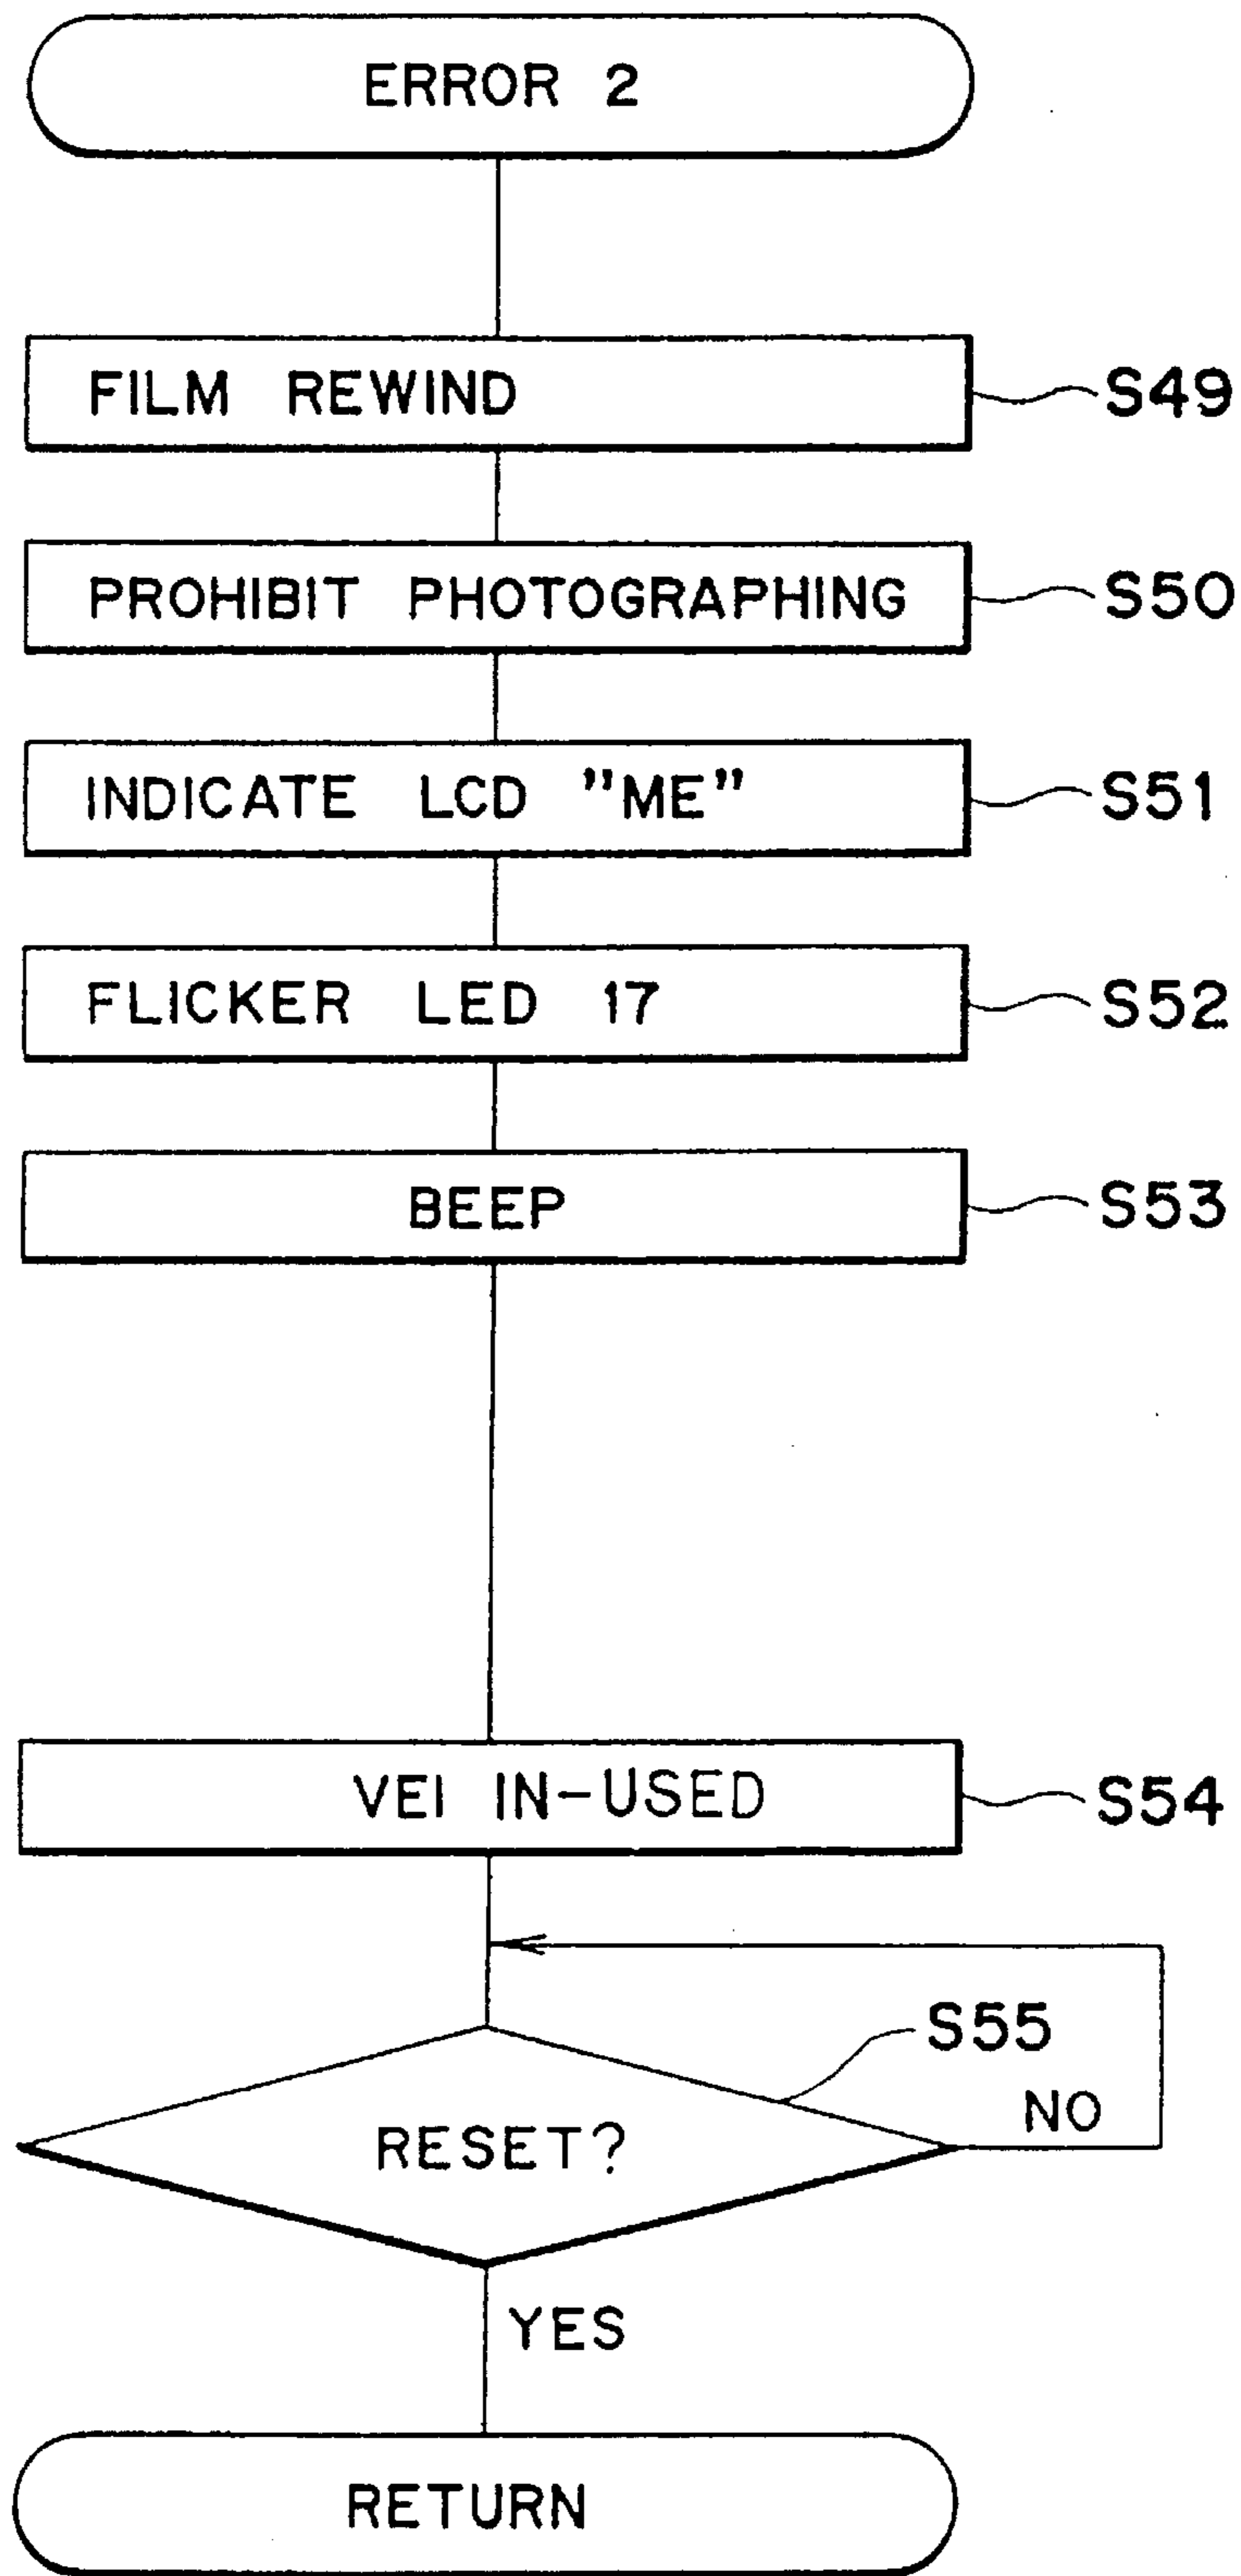 ERROR 2
FILM REWIND S49
PROHIBIT PHOTOGRAPHING S50
INDICATE LCD "ME" S51
FLICKER LED 17 S52
BEEP S53
VEI IN-USED S54
S55
NO
RESET?
YES
RETURN